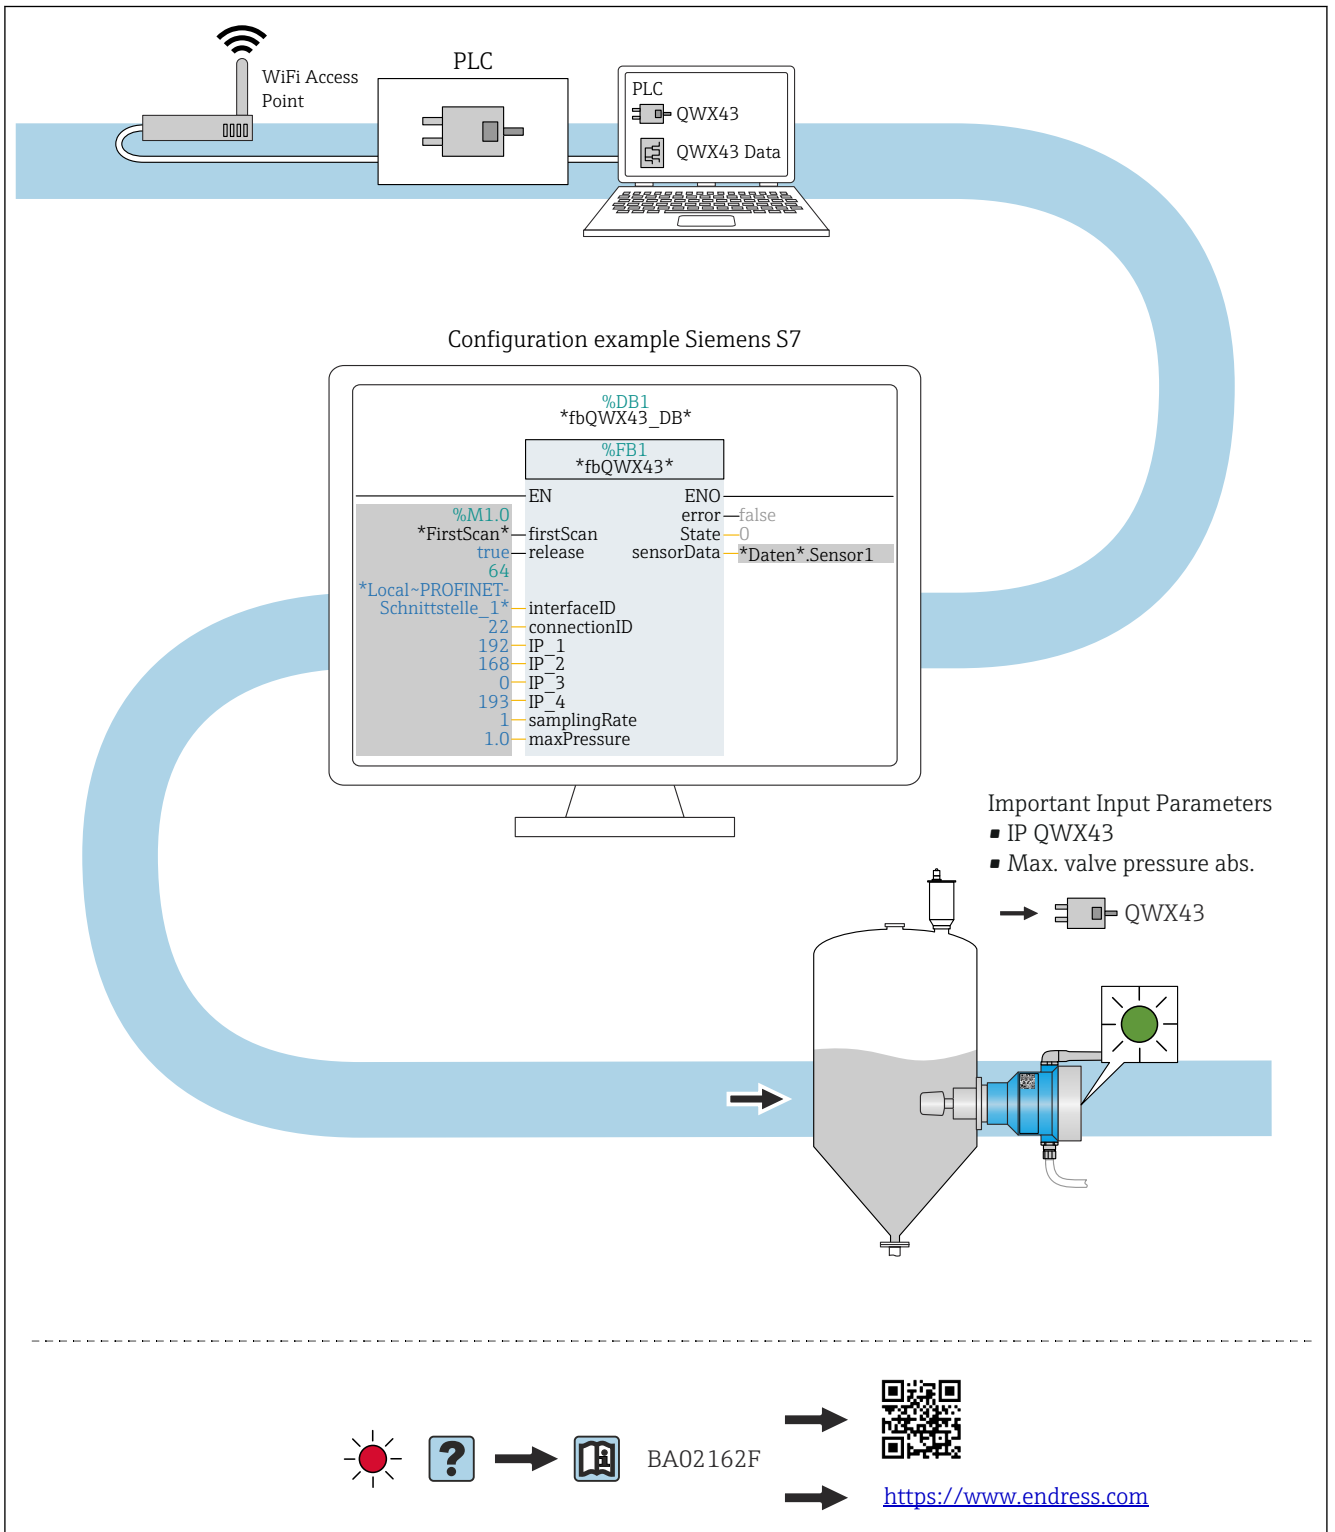 WiFi Access
Point
PLC
PLC
QWX43
QWX43 Data
Configuration example Siemens S7
%DB1
*fbQWX43_DB*
%FB1
*fbQWX43*
EN ENO
%M1.0 error false
*FirstScan* firstScan State 0
true release sensorData *Daten*.Sensor1
64
*Local~PROFINET-
Schnittstelle_1* interfaceID
22 connectionID
192 IP_1
168 IP_2
0 IP_3
193 IP_4
1 samplingRate
1.0 maxPressure
Important Input Parameters
▪ IP QWX43
▪ Max. valve pressure abs.
QWX43
? i BA02162F
https://www.endress.com